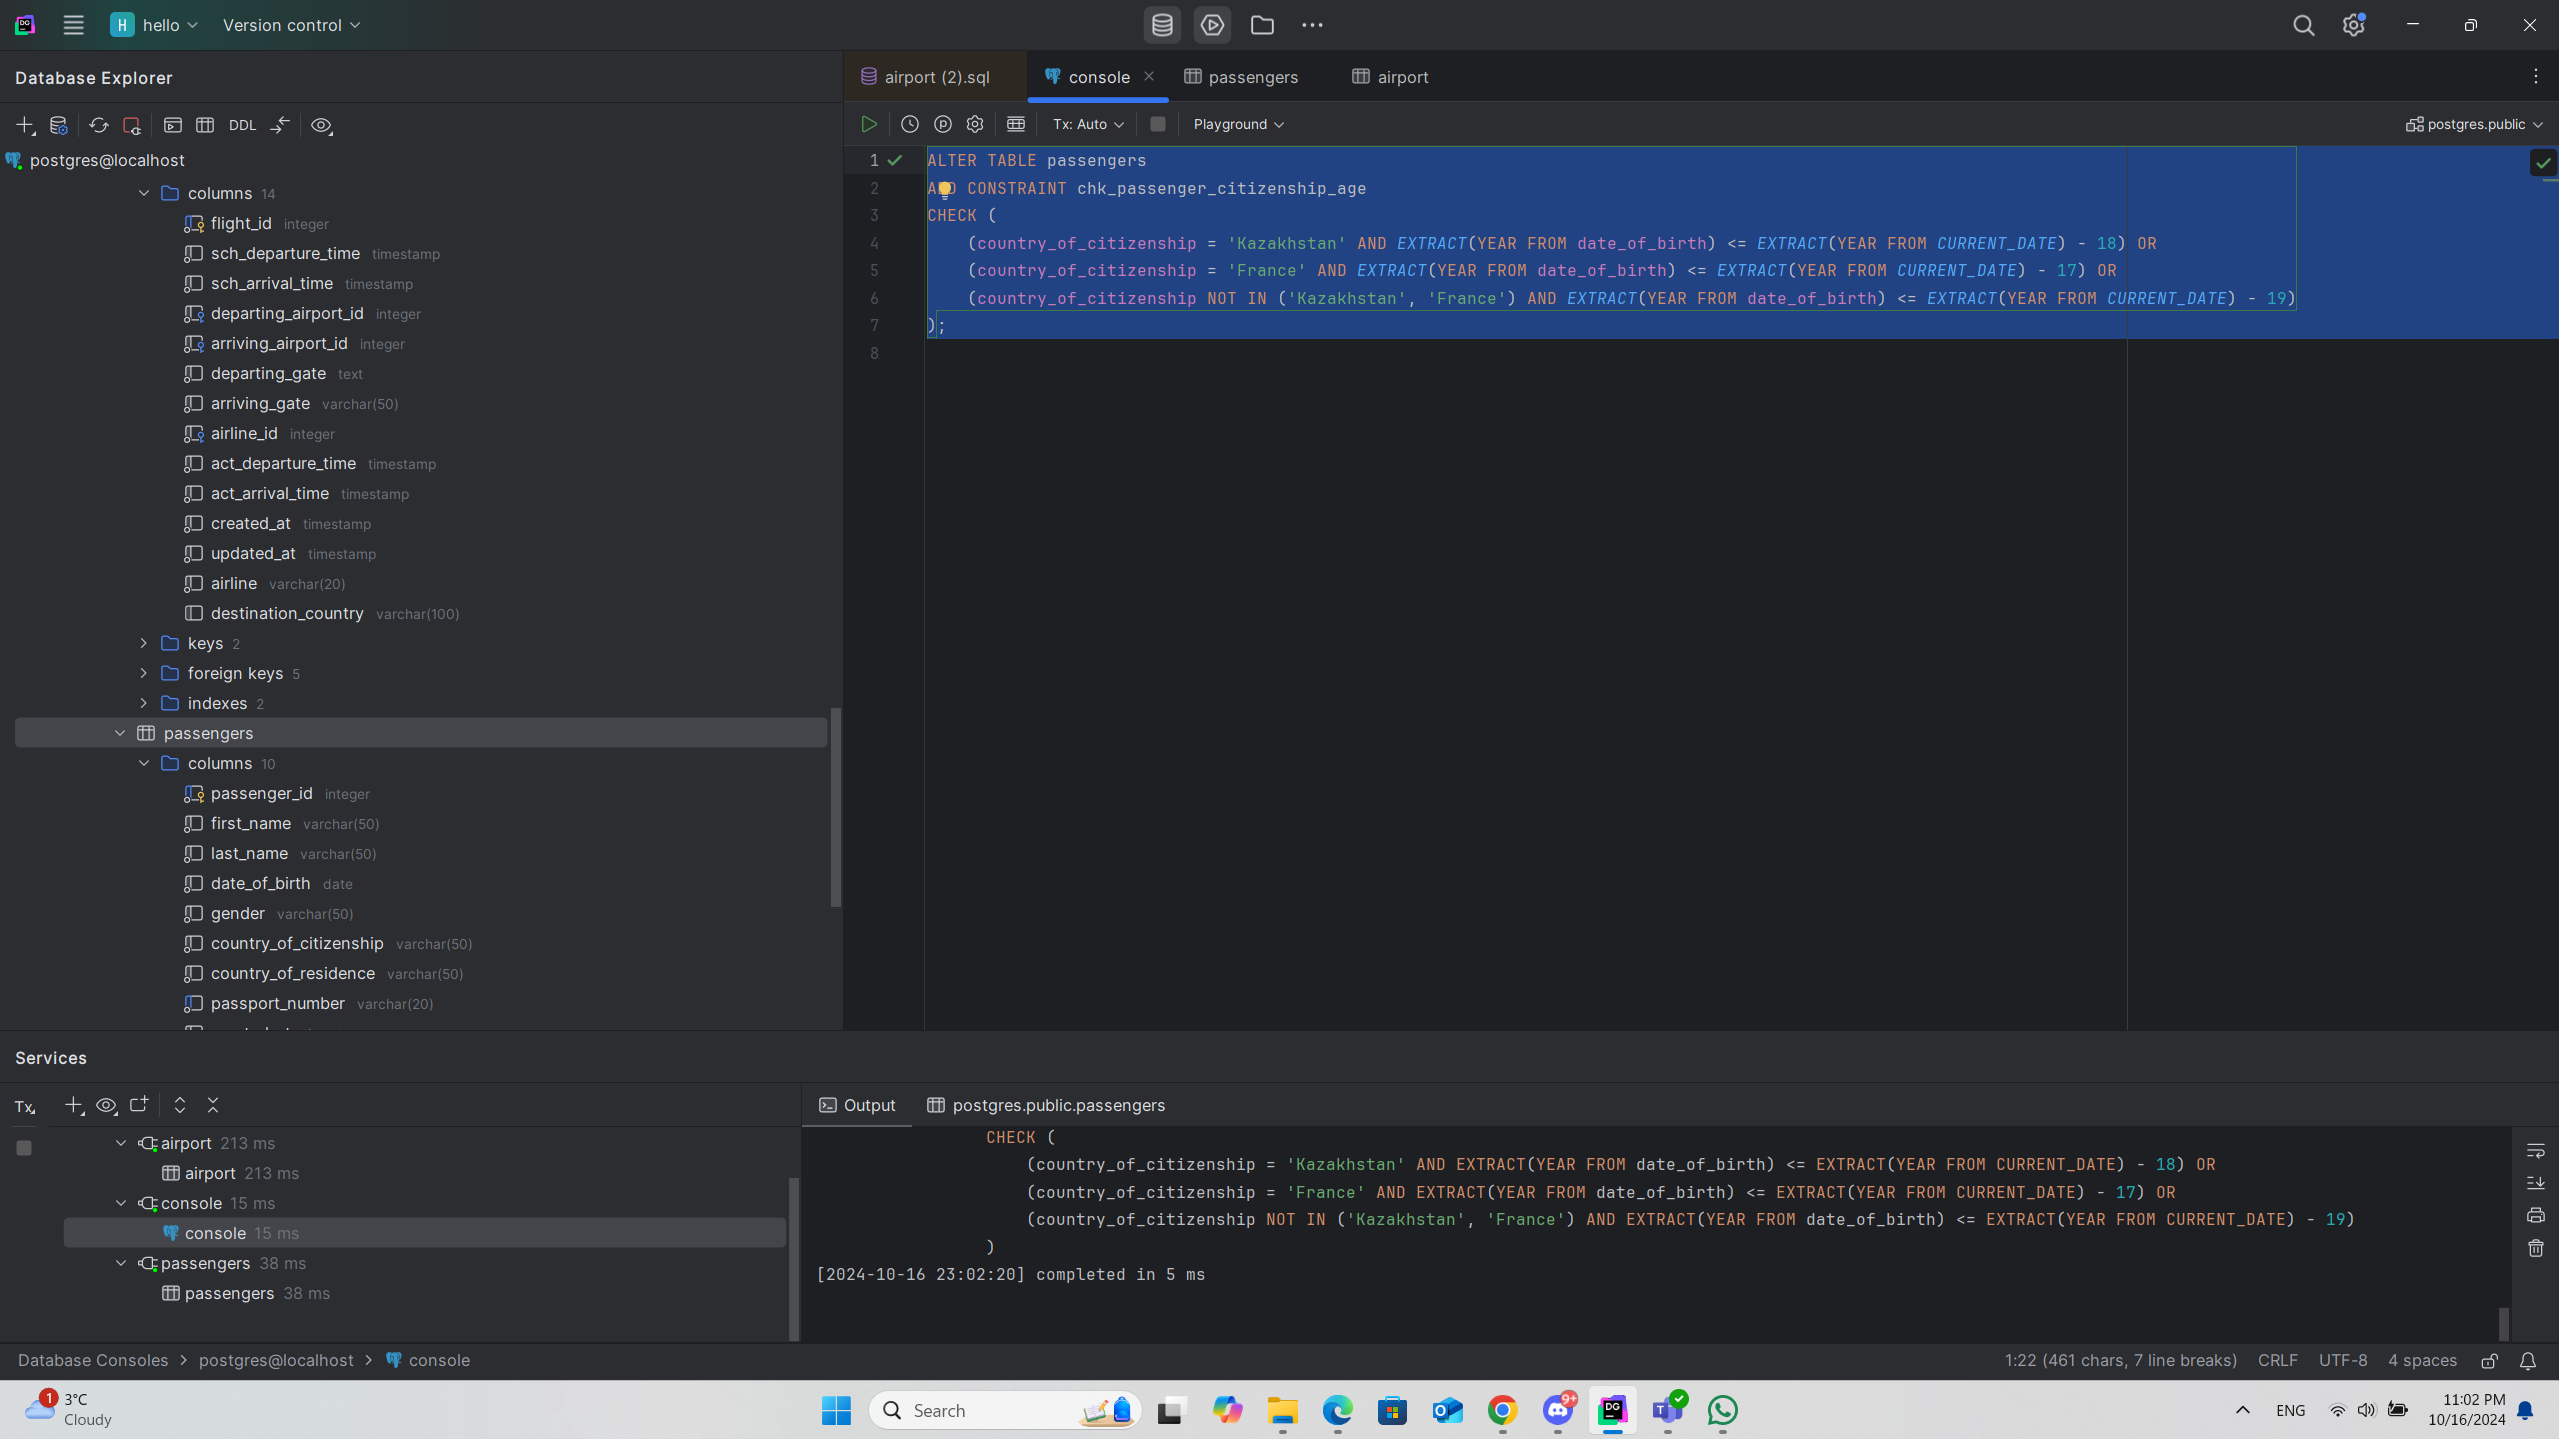 H hello Version control
Database Explorer
DDL
postgres@localhost
columns 14
flight_id integer
sch_departure_time timestamp
sch_arrival_time timestamp
departing_airport_id integer
arriving_airport_id integer
departing_gate text
arriving_gate varchar(50)
airline_id integer
act_departure_time timestamp
act_arrival_time timestamp
created_at timestamp
updated_at timestamp
airline varchar(20)
destination_country varchar(100)
keys 2
foreign keys 5
indexes 2
passengers
columns 10
passenger_id integer
first_name varchar(50)
last_name varchar(50)
date_of_birth date
gender varchar(50)
country_of_citizenship varchar(50)
country_of_residence varchar(50)
passport_number varchar(20)
airport (2).sql console passengers airport
Tx: Auto Playground postgres.public
1 ALTER TABLE passengers
2 ADD CONSTRAINT chk_passenger_citizenship_age
3 CHECK (
4 (country_of_citizenship = 'Kazakhstan' AND EXTRACT(YEAR FROM date_of_birth) <= EXTRACT(YEAR FROM CURRENT_DATE) - 18) OR
5 (country_of_citizenship = 'France' AND EXTRACT(YEAR FROM date_of_birth) <= EXTRACT(YEAR FROM CURRENT_DATE) - 17) OR
6 (country_of_citizenship NOT IN ('Kazakhstan', 'France') AND EXTRACT(YEAR FROM date_of_birth) <= EXTRACT(YEAR FROM CURRENT_DATE) - 19)
7 );
8
Services
Tx
airport 213 ms
airport 213 ms
console 15 ms
console 15 ms
passengers 38 ms
passengers 38 ms
Output postgres.public.passengers
CHECK (
(country_of_citizenship = 'Kazakhstan' AND EXTRACT(YEAR FROM date_of_birth) <= EXTRACT(YEAR FROM CURRENT_DATE) - 18) OR
(country_of_citizenship = 'France' AND EXTRACT(YEAR FROM date_of_birth) <= EXTRACT(YEAR FROM CURRENT_DATE) - 17) OR
(country_of_citizenship NOT IN ('Kazakhstan', 'France') AND EXTRACT(YEAR FROM date_of_birth) <= EXTRACT(YEAR FROM CURRENT_DATE) - 19)
)
[2024-10-16 23:02:20] completed in 5 ms
Database Consoles > postgres@localhost > console
1:22 (461 chars, 7 line breaks) CRLF UTF-8 4 spaces
1 3°C
Cloudy
Search
9+
ENG
11:02 PM
10/16/2024